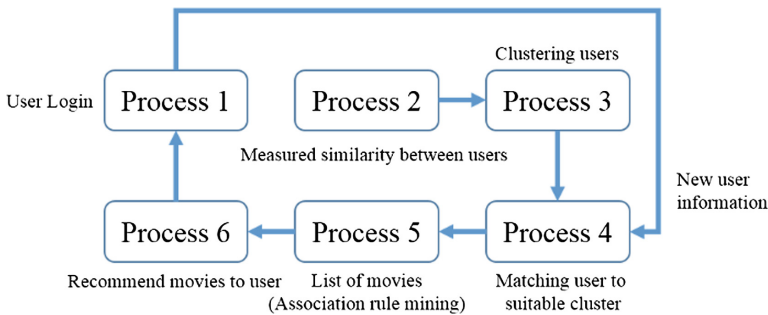 Clustering users
User Login
Process 1
Process 2
Process 3
Measured similarity between users
New user
information
Process 6
Process 5
Process 4
Recommend movies to user
List of movies
(Association rule mining)
Matching user to
suitable cluster